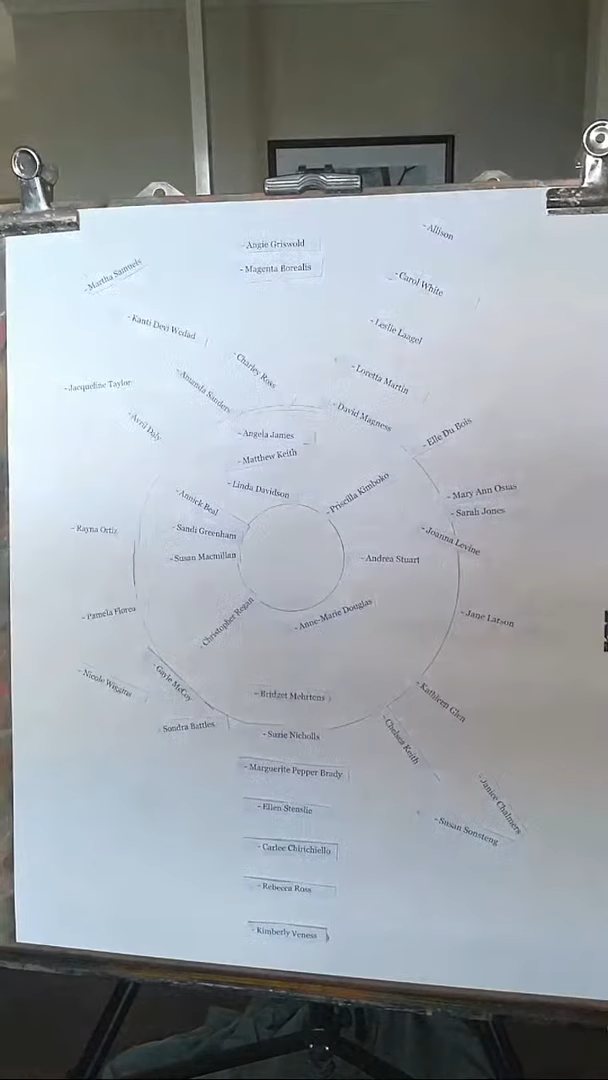 - Allison
- Angie Griswold
- Magenta Borealis
- Martha Samuels
- Carol White
- Kanti Devi
- Leslie Laagel
- Charley Ross
- Loretta Martin
- Jacqueline Taylor
- Amanda Sanders
- David Magness
- Avril Daly
- Angela James
- Elle Du Bois
- Matthew Keith
- Linda Davidson
- Priscilla Kimboko
- Mary Ann
- Annick Beal
- Sarah Jones
- Rayna Ortiz
- Sandi Greenham
- Joanna Levine
- Susan Macmillan
- Andrea Stuart
- Pamela Florea
- Christopher Regan
- Anne-Marie Douglas
- Jane Larson
- Nicole Wiggins
- Gayle McCoy
- Bridget Mehrtens
- Kathleen Glen
- Sondra Battles
- Suzie Nicholls
- Chelsea Keith
- Marguerite Pepper Brady
- Ellen Stenslie
- Janice Chalmers
- Susan Sonsteng
- Carlee Chirichiello
- Rebecca Ross
- Kimberly Veness